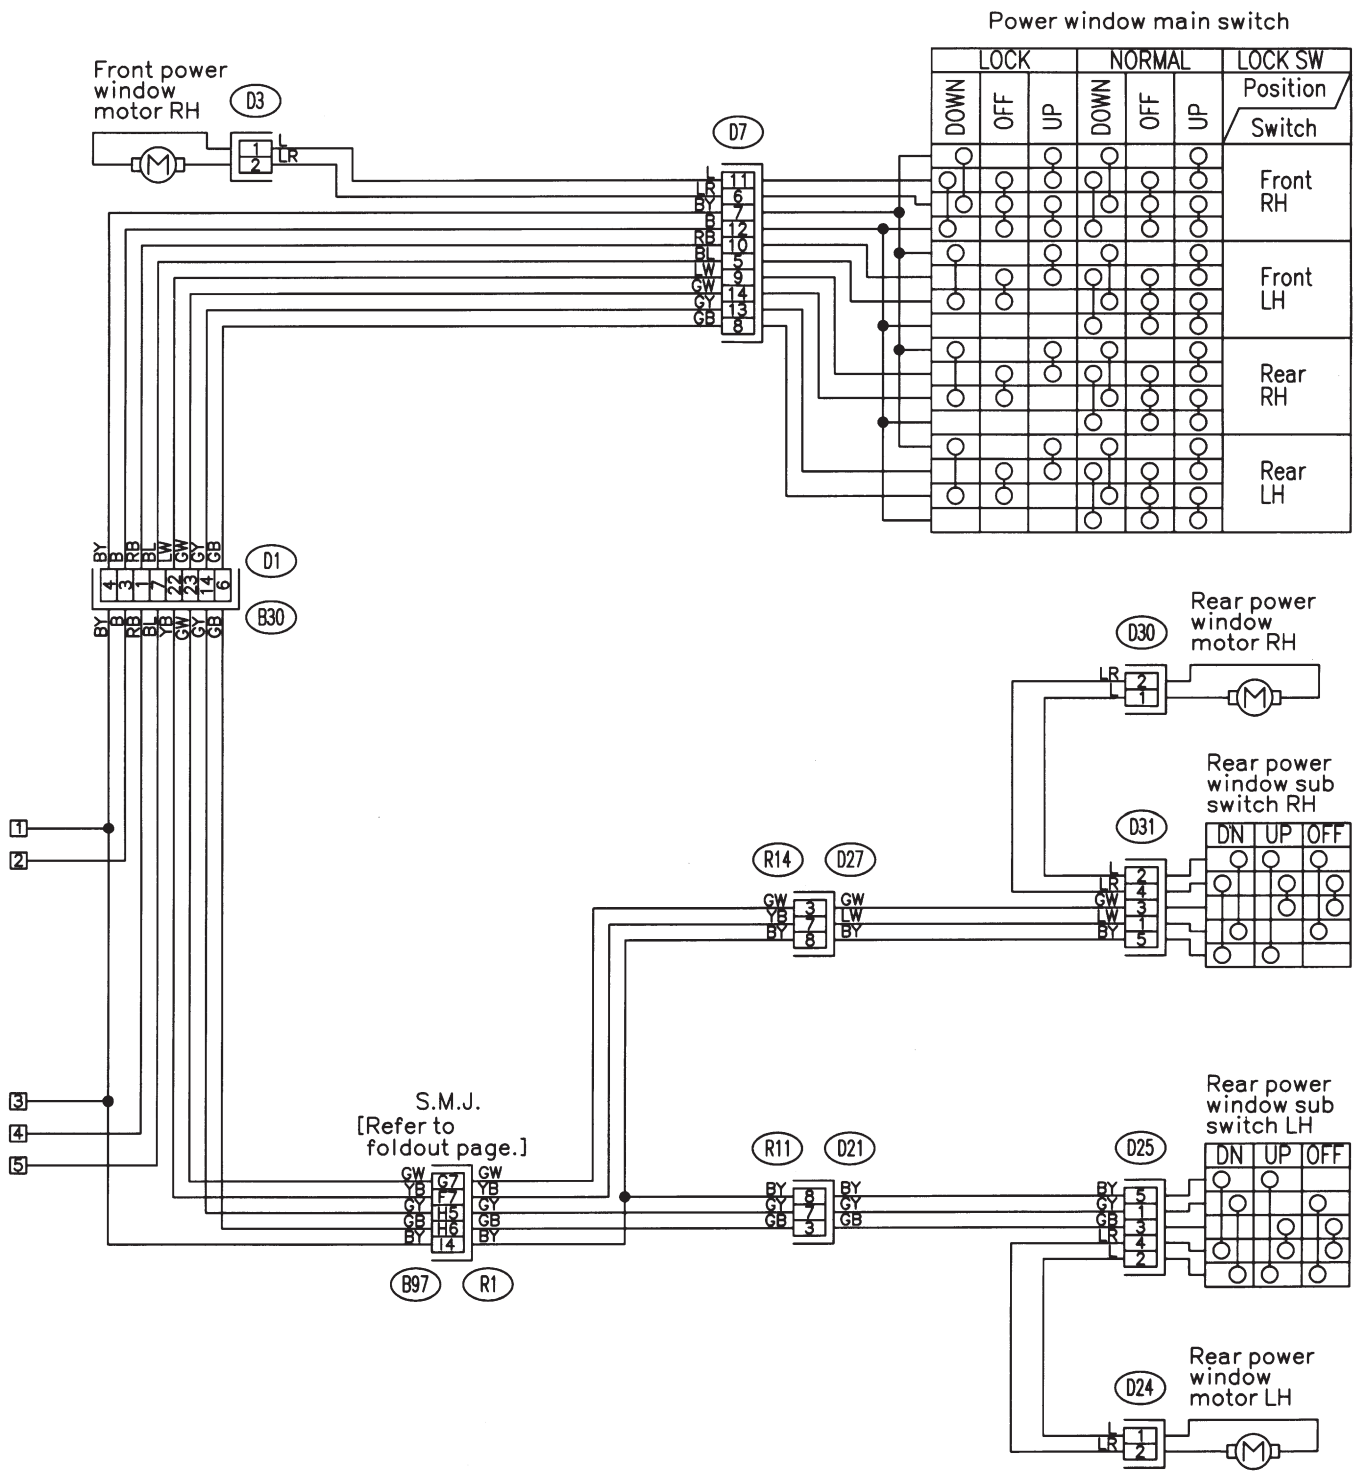 Power window main switch
LOCK NORMAL LOCK SW
DOWN OFF UP DOWN OFF UP Position
Switch
Front
RH
Front
LH
Rear
RH
Rear
LH
Front power
window
motor RH
D3
1 L
2 LR
D7
L 11
LR 6
BY 7
B 12
RB 10
BL 5
LW 9
GW 14
GY 13
GB 8
BY B RB BL LW GW GY GB
4 3 1 7 22 23 14 6
D1
B30
BY B RB BL YB GW GY GB
1
2
3
4
5
Rear power
window
motor RH
D30
LR 2
L 1
Rear power
window sub
switch RH
D31
DN UP OFF
L 2
LR 4
GW 3
LW 1
BY 5
R14 D27
GW 3 GW
YB 7 LW
BY 8 BY
S.M.J.
[Refer to
foldout page.]
GW G7 GW
YB F7 YB
GY H5 GY
GB H6 GB
BY I4 BY
B97 R1
R11 D21
BY 8 BY
GY 7 GY
GB 3 GB
Rear power
window sub
switch LH
D25
DN UP OFF
BY 5
GY 1
GB 3
LR 4
L 2
Rear power
window
motor LH
D24
L 1
LR 2
M
M
M